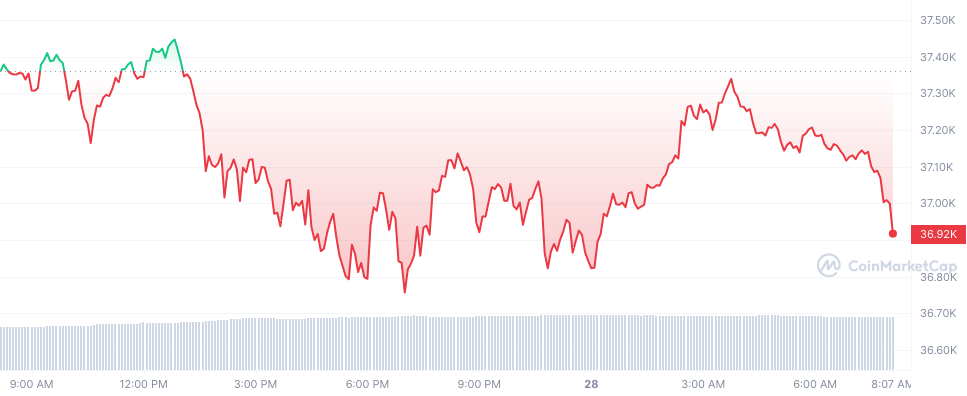 37.50K
37.40K
37.30K
37.20K
37.10K
37.00K
36.92K
CoinMarketCap
36.80K
36.70K
36.60K
9:00 AM 12:00 PM 3:00 PM 6:00 PM 9:00 PM 28 3:00 AM 6:00 AM 8:07 AM